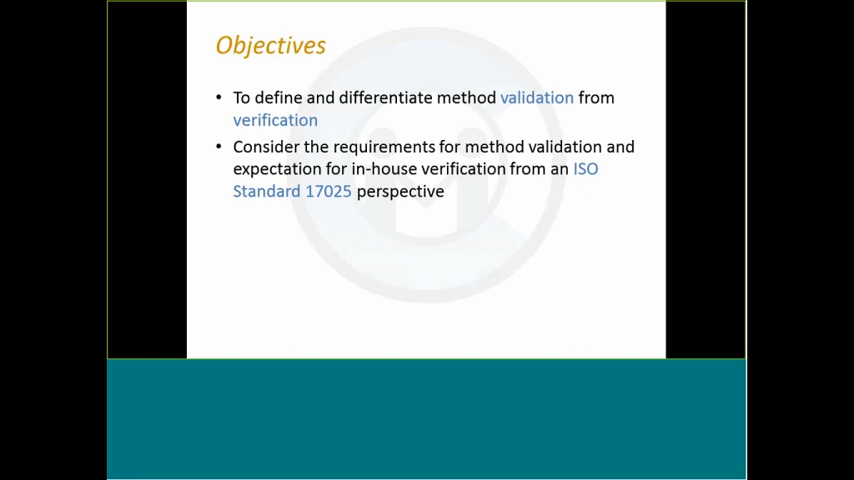 Objectives
• To define and differentiate method validation from
verification
• Consider the requirements for method validation and
expectation for in-house verification from an ISO
Standard 17025 perspective